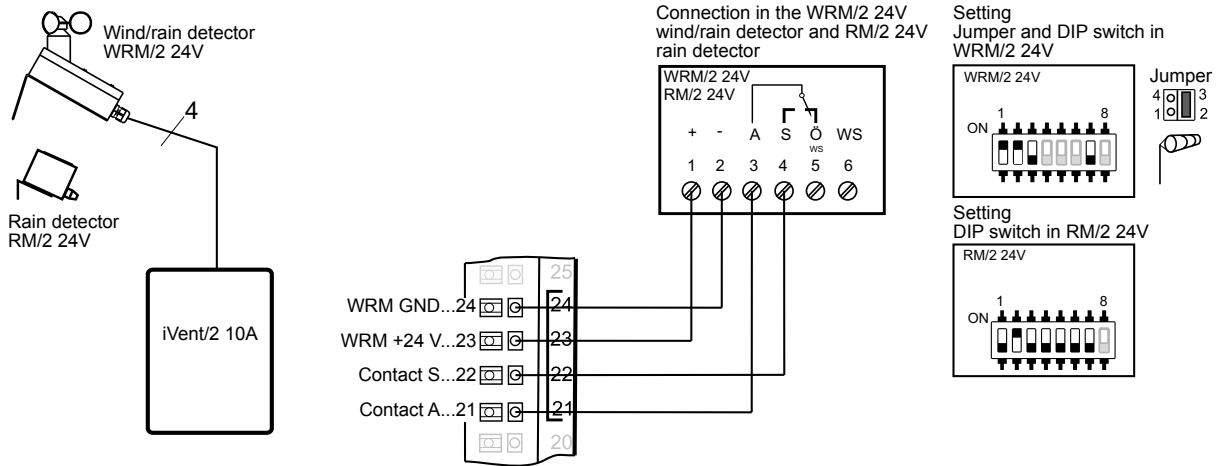 Wind/rain detector
WRM/2 24V
4
Rain detector
RM/2 24V
iVent/2 10A
WRM GND...24
WRM +24 V...23
Contact S...22
Contact A...21
25
24
23
22
21
20
Connection in the WRM/2 24V
wind/rain detector and RM/2 24V
rain detector
WRM/2 24V
RM/2 24V
+ - A S Ö WS
WS
1 2 3 4 5 6
Setting
Jumper and DIP switch in
WRM/2 24V
WRM/2 24V
1 8
ON
Jumper
4 3
1 2
Setting
DIP switch in RM/2 24V
RM/2 24V
1 8
ON